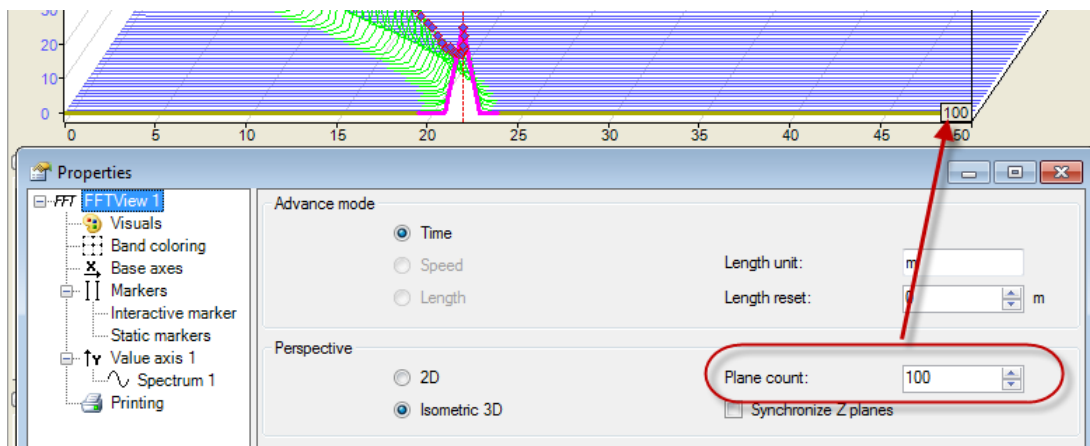 30
20
10
0
100
0 5 10 15 20 25 30 35 40 45 50
Properties
FFT FFTView 1
Visuals
Band coloring
Base axes
Markers
Interactive marker
Static markers
Value axis 1
Spectrum 1
Printing
Advance mode
Time
Speed
Length unit: m
Length
Length reset: 0 m
Perspective
2D
Plane count: 100
Isometric 3D
Synchronize Z planes